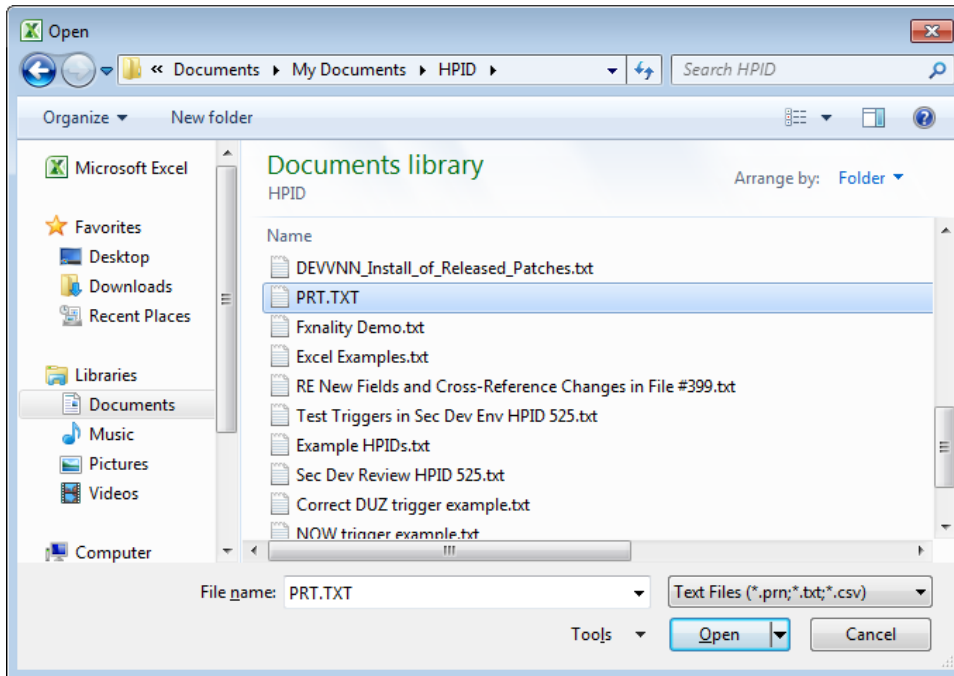 Open
« Documents ▸ My Documents ▸ HPID ▸
Search HPID
Organize
New folder
Microsoft Excel
Favorites
Desktop
Downloads
Recent Places
Libraries
Documents
Music
Pictures
Videos
Computer
Documents library
HPID
Arrange by: Folder
Name
DEVVNN_Install_of_Released_Patches.txt
PRT.TXT
Fxnality Demo.txt
Excel Examples.txt
RE New Fields and Cross-Reference Changes in File #399.txt
Test Triggers in Sec Dev Env HPID 525.txt
Example HPIDs.txt
Sec Dev Review HPID 525.txt
Correct DUZ trigger example.txt
NOW trigger example.txt
File name: PRT.TXT
Text Files (*.prn;*.txt;*.csv)
Tools
Open
Cancel